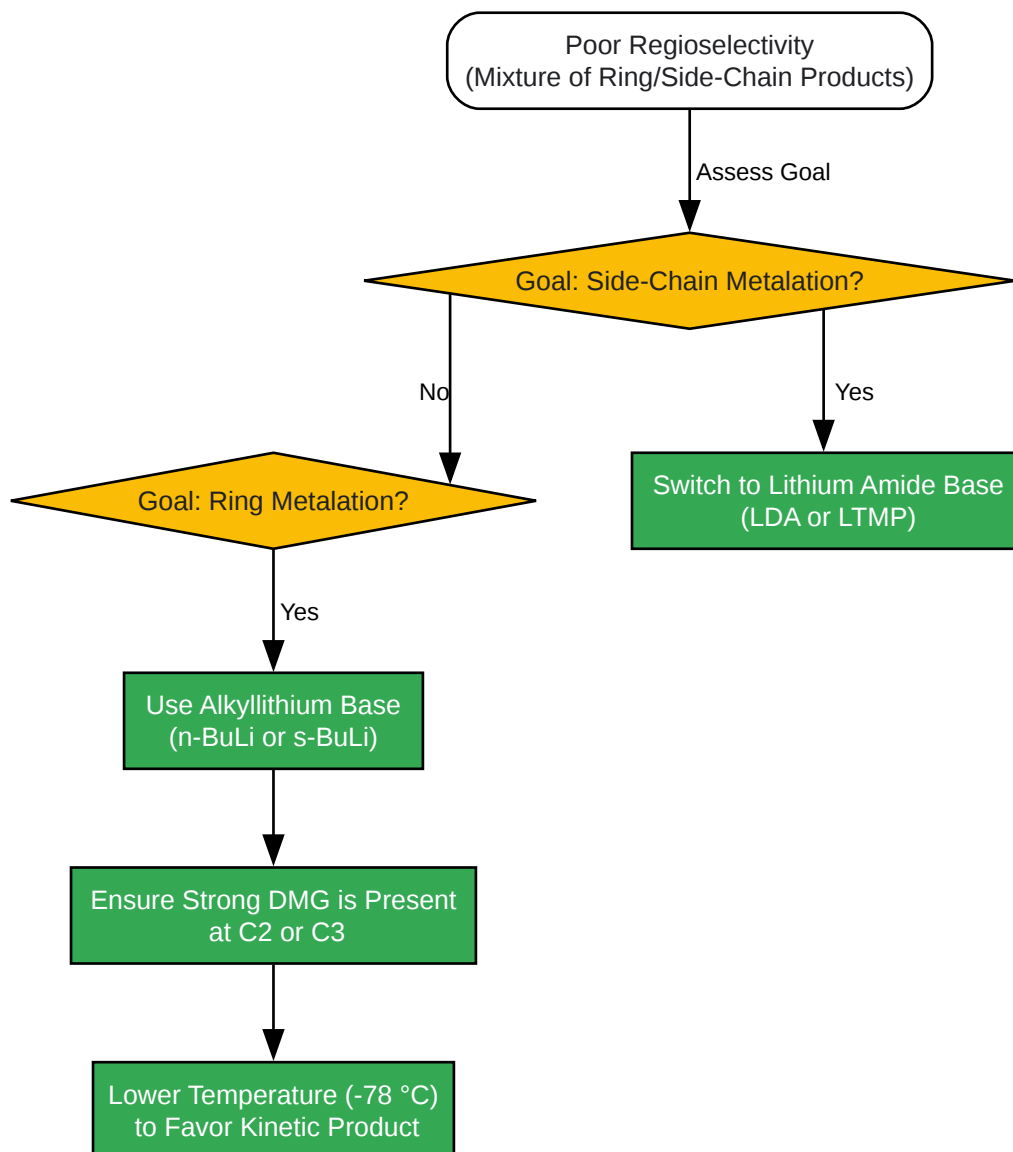 Poor Regioselectivity
(Mixture of Ring/Side-Chain Products)
Assess Goal
Goal: Side-Chain Metalation?
No
Yes
Goal: Ring Metalation?
Switch to Lithium Amide Base
(LDA or LTMP)
Yes
Use Alkyllithium Base
(n-BuLi or s-BuLi)
Ensure Strong DMG is Present
at C2 or C3
Lower Temperature (-78 °C)
to Favor Kinetic Product